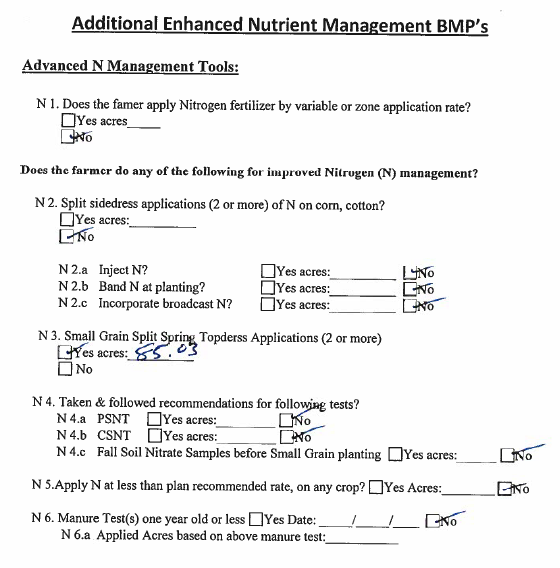 Additional Enhanced Nutrient Management BMP's
Advanced N Management Tools:
N 1. Does the famer apply Nitrogen fertilizer by variable or zone application rate?
☐Yes acres_____
☑No
Does the farmer do any of the following for improved Nitrogen (N) management?
N 2. Split sidedress applications (2 or more) of N on corn, cotton?
☐Yes acres:__________
☑No
N 2.a Inject N? ☐Yes acres:__________ ☑No
N 2.b Band N at planting? ☐Yes acres:__________ ☑No
N 2.c Incorporate broadcast N? ☐Yes acres:__________ ☑No
N 3. Small Grain Split Spring Topderss Applications (2 or more)
☑Yes acres: 55.03
☐ No
N 4. Taken & followed recommendations for following tests?
N 4.a PSNT ☐Yes acres:_________ ☑No
N 4.b CSNT ☐Yes acres:_________ ☑No
N 4.c Fall Soil Nitrate Samples before Small Grain planting ☐Yes acres:______ ☑No
N 5.Apply N at less than plan recommended rate, on any crop? ☐Yes Acres:________ ☑No
N 6. Manure Test(s) one year old or less ☐Yes Date: _____/_____/____ ☑No
N 6.a Applied Acres based on above manure test:__________